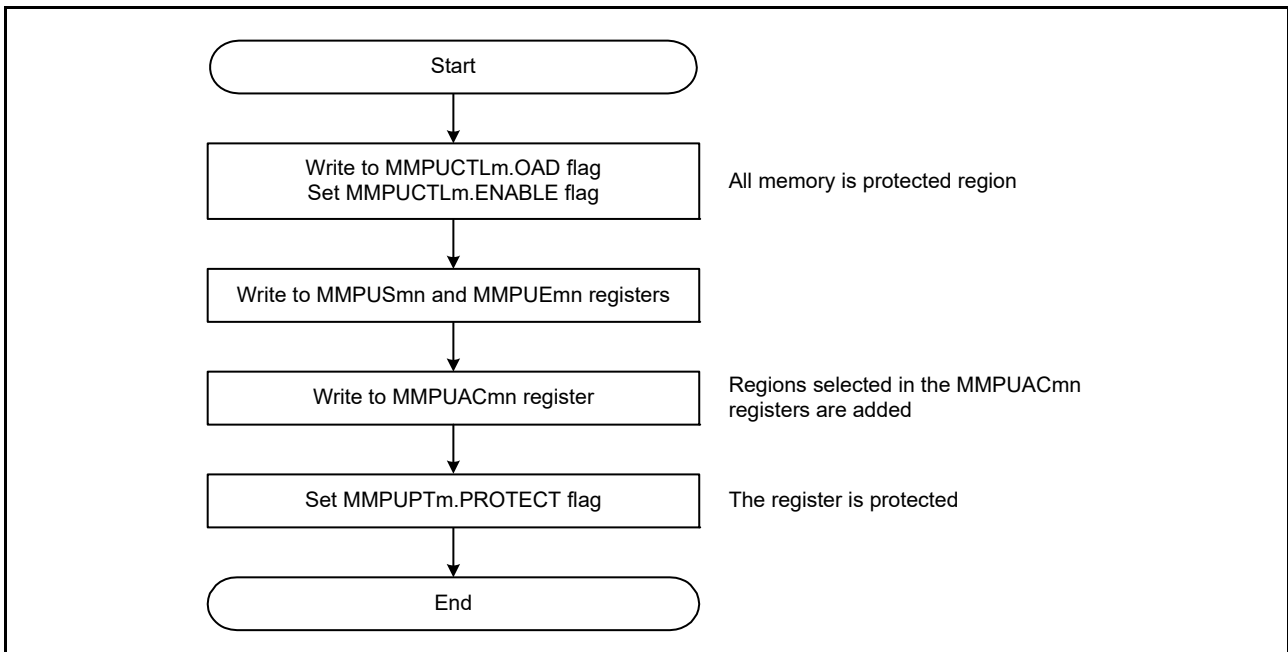 Start
Write to MMPUCTLm.OAD flag
Set MMPUCTLm.ENABLE flag
All memory is protected region
Write to MMPUSmn and MMPUEmn registers
Write to MMPUACmn register
Regions selected in the MMPUACmn
registers are added
Set MMPUPTm.PROTECT flag
The register is protected
End